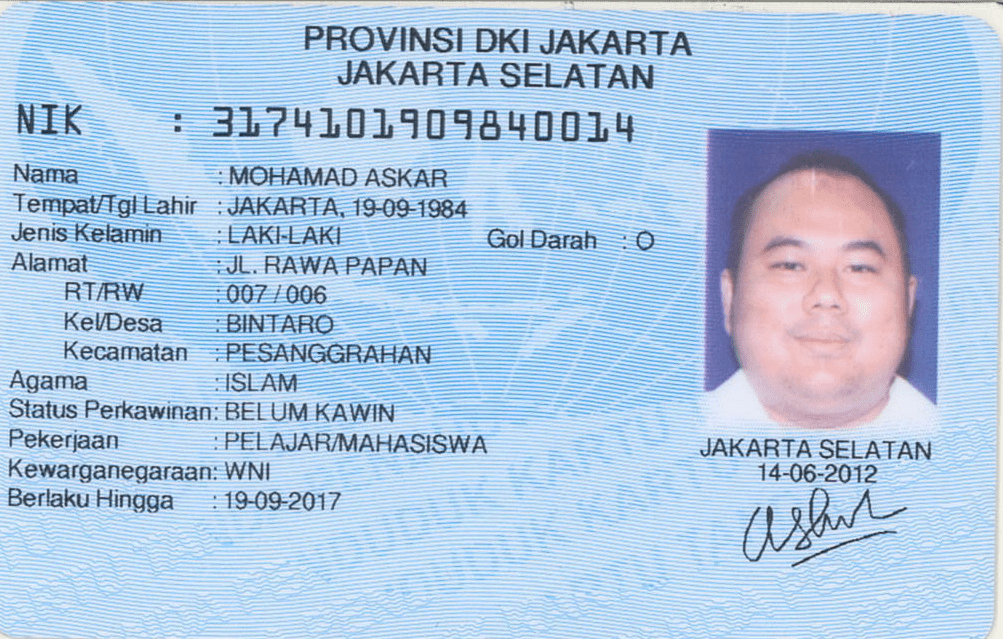 PROVINSI DKI JAKARTA
JAKARTA SELATAN
NIK : 3174101909840014
Nama : MOHAMAD ASKAR
Tempat/Tgl Lahir : JAKARTA, 19-09-1984
Jenis Kelamin : LAKI-LAKI Gol Darah : O
Alamat : JL. RAWA PAPAN
RT/RW : 007 / 006
Kel/Desa : BINTARO
Kecamatan : PESANGGRAHAN
Agama : ISLAM
Status Perkawinan: BELUM KAWIN
Pekerjaan : PELAJAR/MAHASISWA
Kewarganegaraan: WNI
Berlaku Hingga : 19-09-2017
JAKARTA SELATAN
14-06-2012